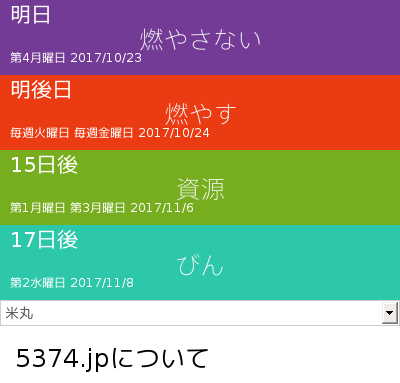 明日
燃やさない
第4月曜日 2017/10/23
明後日
燃やす
毎週火曜日 毎週金曜日 2017/10/24
15日後
資源
第1月曜日 第3月曜日 2017/11/6
17日後
びん
第2水曜日 2017/11/8
米丸
5374.jpについて